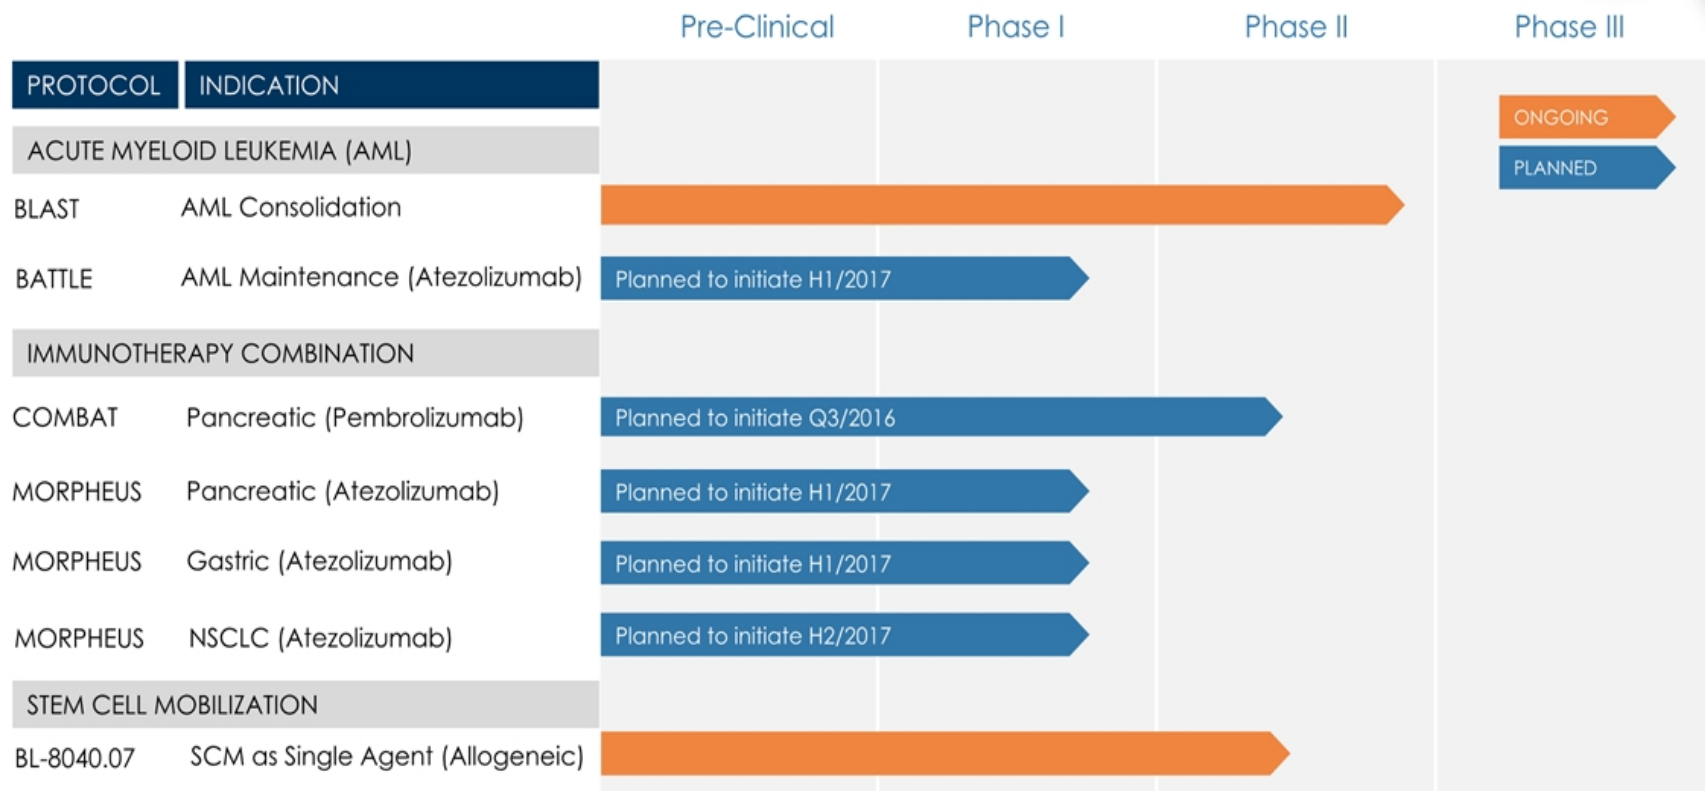 Pre-Clinical Phase I Phase II Phase III
PROTOCOL INDICATION
ONGOING
ACUTE MYELOID LEUKEMIA (AML)
PLANNED
BLAST AML Consolidation
BATTLE AML Maintenance (Atezolizumab) Planned to initiate H1/2017
IMMUNOTHERAPY COMBINATION
COMBAT Pancreatic (Pembrolizumab) Planned to initiate Q3/2016
MORPHEUS Pancreatic (Atezolizumab) Planned to initiate H1/2017
MORPHEUS Gastric (Atezolizumab) Planned to initiate H1/2017
MORPHEUS NSCLC (Atezolizumab) Planned to initiate H2/2017
STEM CELL MOBILIZATION
BL-8040.07 SCM as Single Agent (Allogeneic)